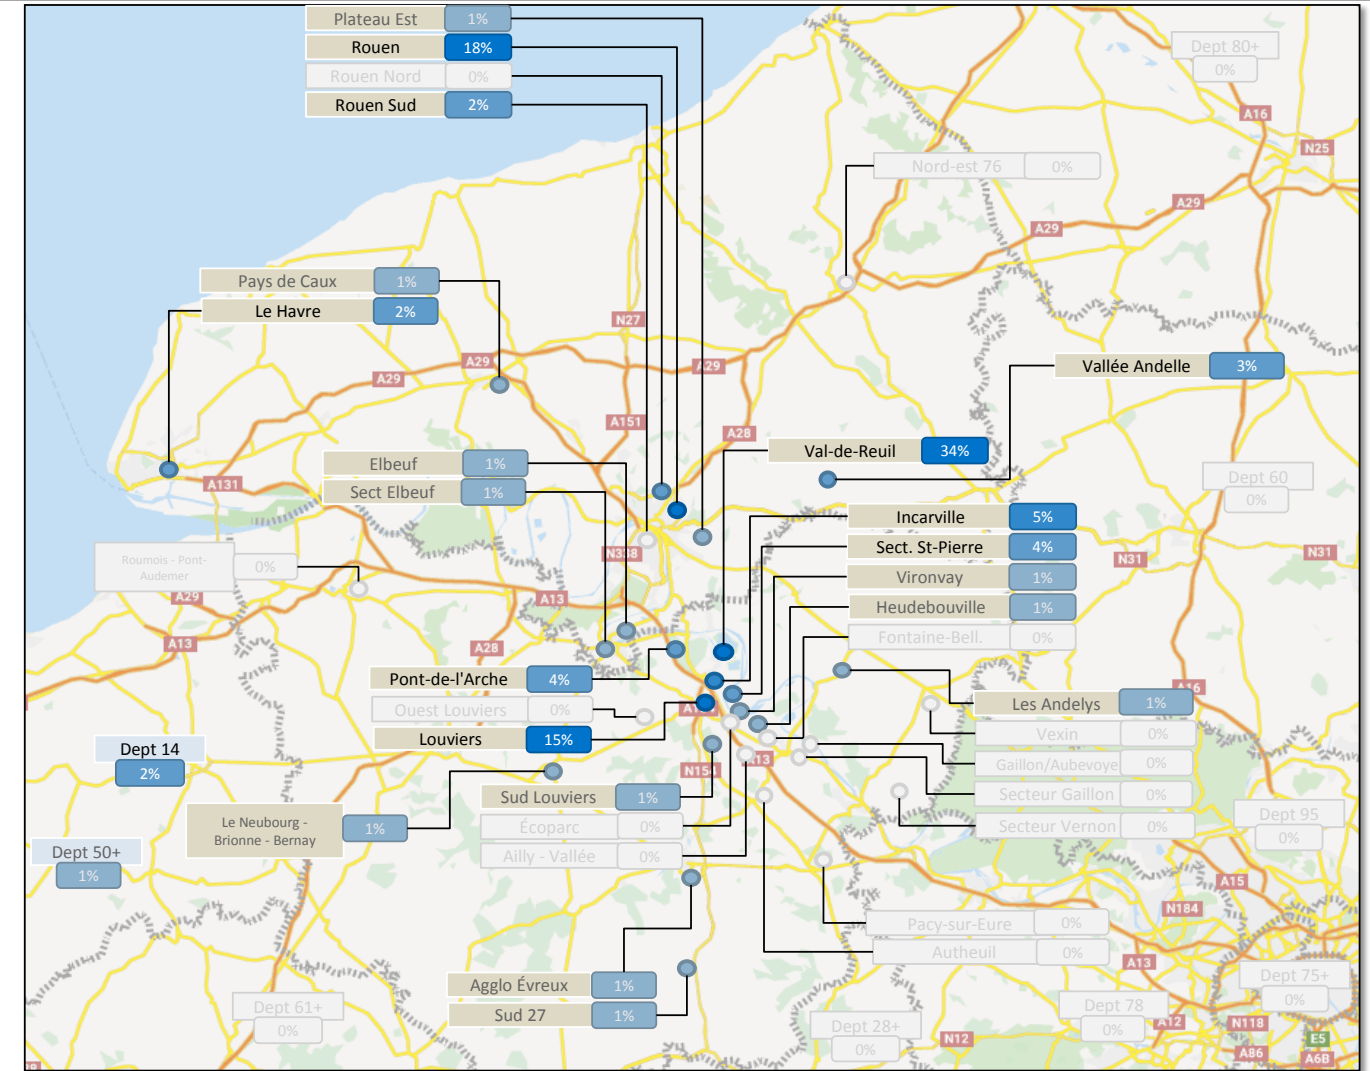 Plateau Est 1%
Rouen 18%
Rouen Nord 0%
Rouen Sud 2%
Dept 80+
0%
A16
N25
Nord-est 76 0%
A29
A29
Pays de Caux 1%
Le Havre 2%
N27
A29
A29
A29
Vallée Andelle 3%
A151
A28
Val-de-Reuil 34%
Elbeuf 1%
Sect Elbeuf 1%
A131
Dept 60
0%
Incarville 5%
Sect. St-Pierre 4%
Vironvay 1%
Heudebouville 1%
Fontaine-Bell. 0%
N338
N31
N31
Roumois - Pont-
Audemer
0%
A29
A13
A13
A28
Pont-de-l'Arche 4%
Ouest Louviers 0%
Louviers 15%
A16
Les Andelys 1%
Vexin 0%
Gaillon/Aubevoye 0%
Secteur Gaillon 0%
Secteur Vernon 0%
Dept 14
2%
N154
A13
Sud Louviers 1%
Écoparc 0%
Ailly - Vallée 0%
Le Neubourg -
Brionne - Bernay
1%
Dept 50+
1%
Dept 95
0%
A15
N184
Pacy-sur-Eure 0%
Autheuil 0%
A13
Agglo Évreux 1%
Sud 27 1%
Dept 61+
0%
Dept 75+
0%
Dept 78
0%
Dept 28+
0%
N12
A12
N118
E5
A86
A6B